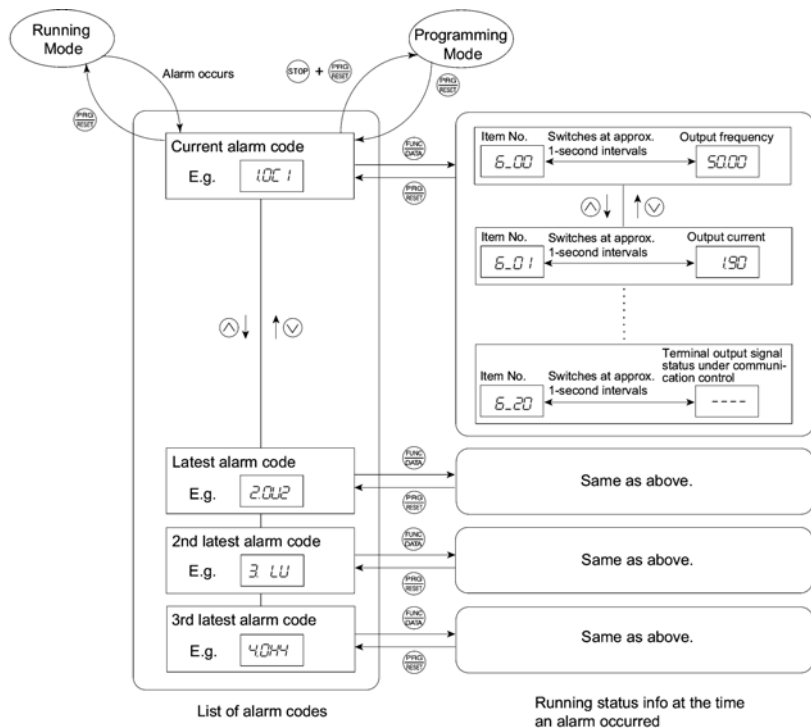 Running
Mode
Programming
Mode
Alarm occurs
STOP + PRG
RESET
PRG
RESET
PRG
RESET
Current alarm code
E.g. 1.0C1
FUNC
DATA
PRG
RESET
Item No. Switches at approx. Output frequency
6_00 1-second intervals 50.00
Item No. Switches at approx. Output current
6_01 1-second intervals 1.90
Terminal output signal
status under communi-
cation control
Item No. Switches at approx.
6_20 1-second intervals ----
Latest alarm code
E.g. 2.0U2
FUNC
DATA
PRG
RESET
Same as above.
2nd latest alarm code
E.g. 3. LU
FUNC
DATA
PRG
RESET
Same as above.
3rd latest alarm code
E.g. 4.0H4
FUNC
DATA
PRG
RESET
Same as above.
List of alarm codes
Running status info at the time
an alarm occurred